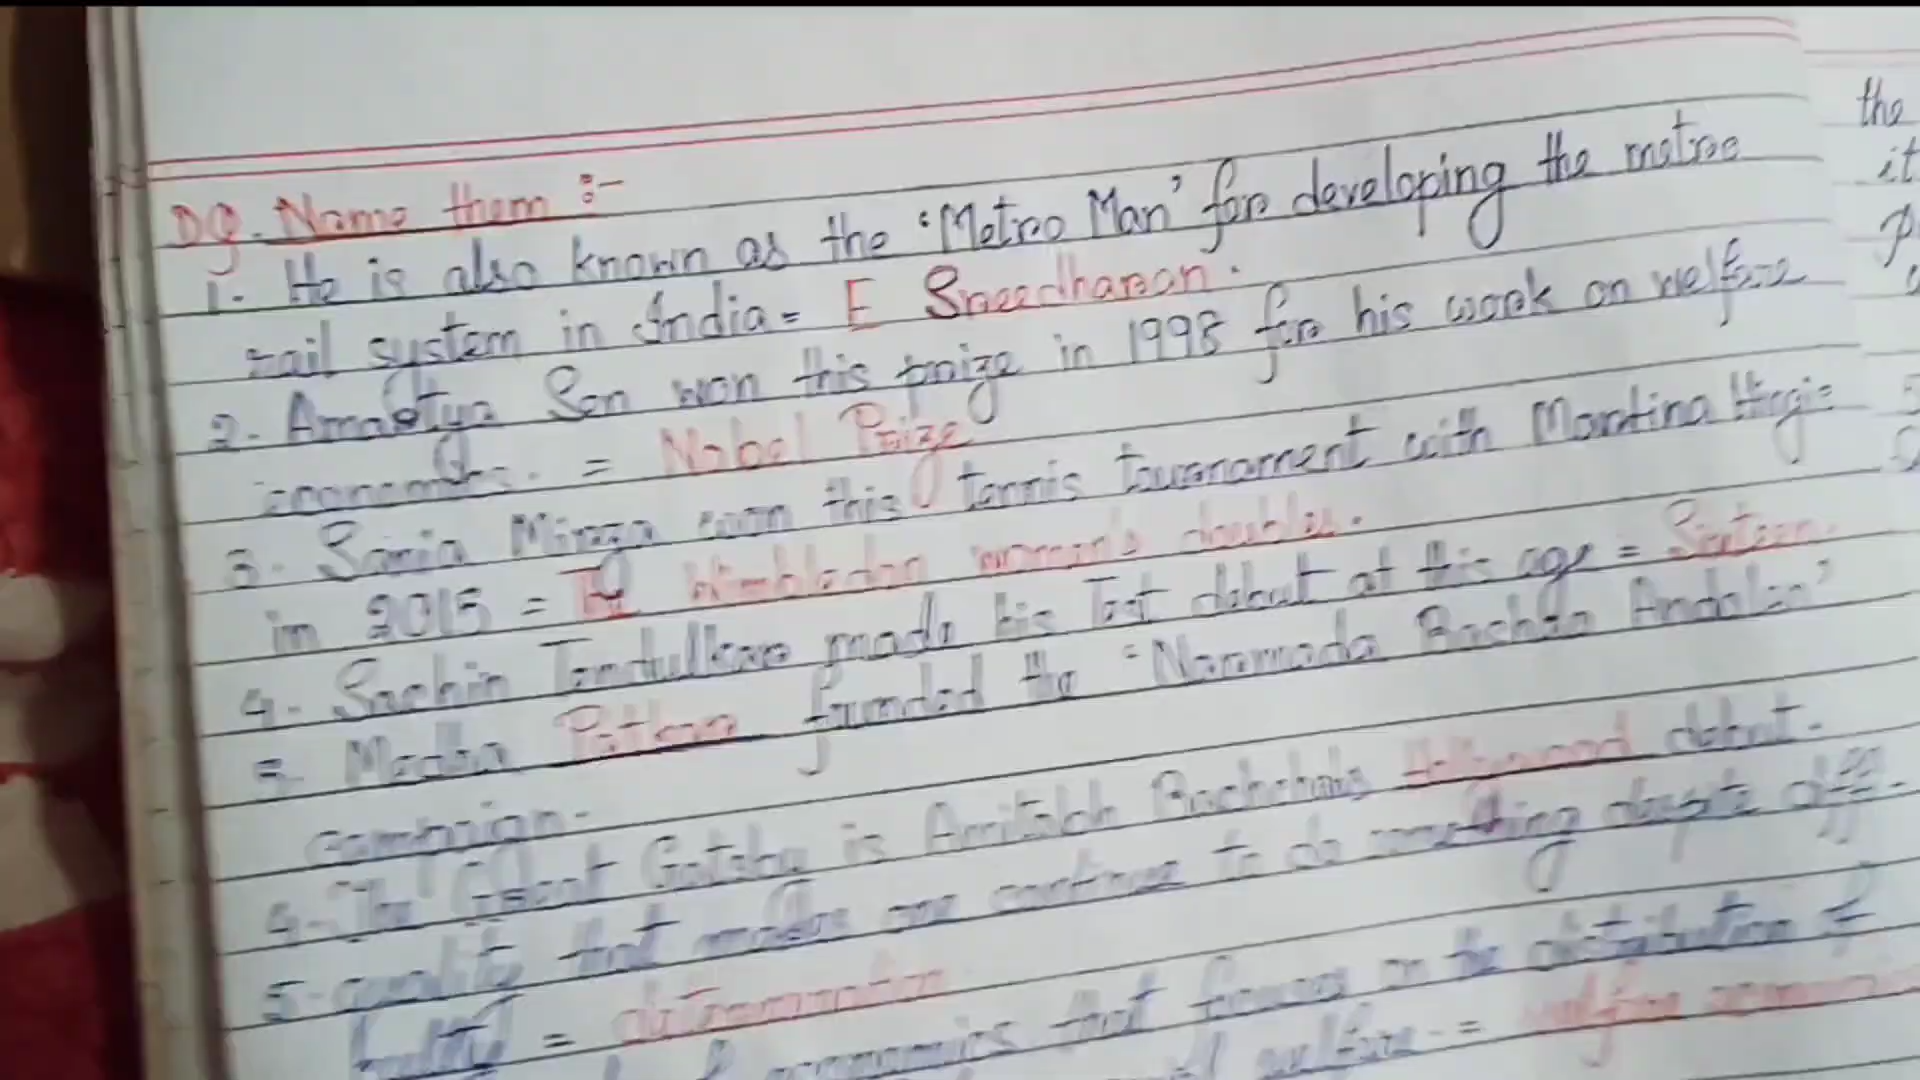 DQ. Name them :-
1. He is also known as the 'Metro Man' for developing the metro
rail system in India = E Sreedharan.
2. Amartya Sen won this prize in 1998 for his work on welfare
economics. = Nobel Prize
3. Sania Mirza won this tennis tournament with Martina Hingis
in 2015 = The Wimbledon women's doubles.
4. Sachin Tendulkar made his Test debut at this age = Sixteen.
Medha Patkar founded the 'Narmada Bachao Andolan'
campaign.
4. The Great Gatsby is Amitabh Bachchan's Hollywood debut.
5. quality that makes one continue to do something despite diff-
= determination
economics that focuses on the distribution of
welfare. = welfare
the
it